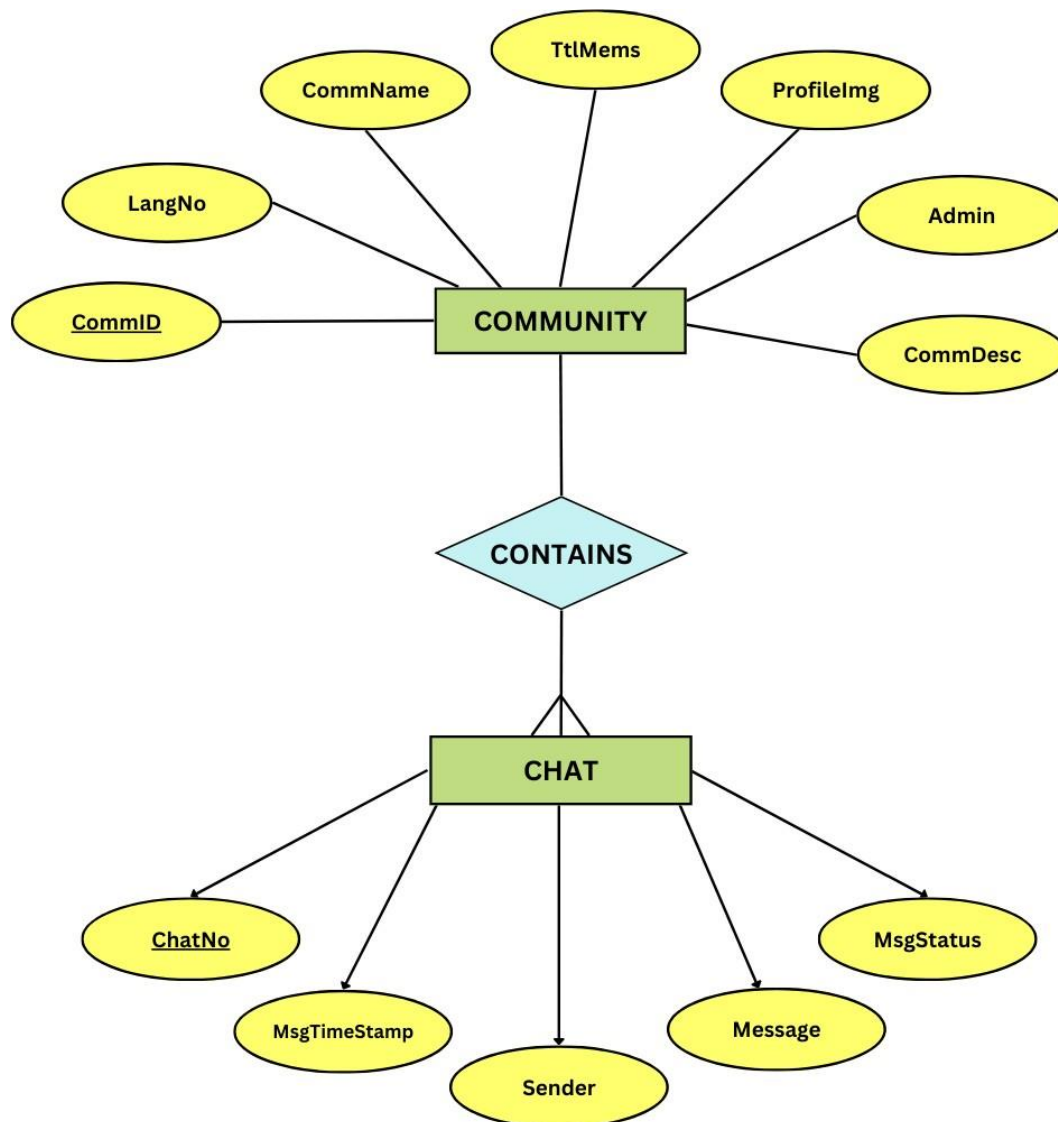 TtlMems
CommName
ProfileImg
LangNo
Admin
CommID
COMMUNITY
CommDesc
CONTAINS
CHAT
ChatNo
MsgStatus
MsgTimeStamp
Message
Sender